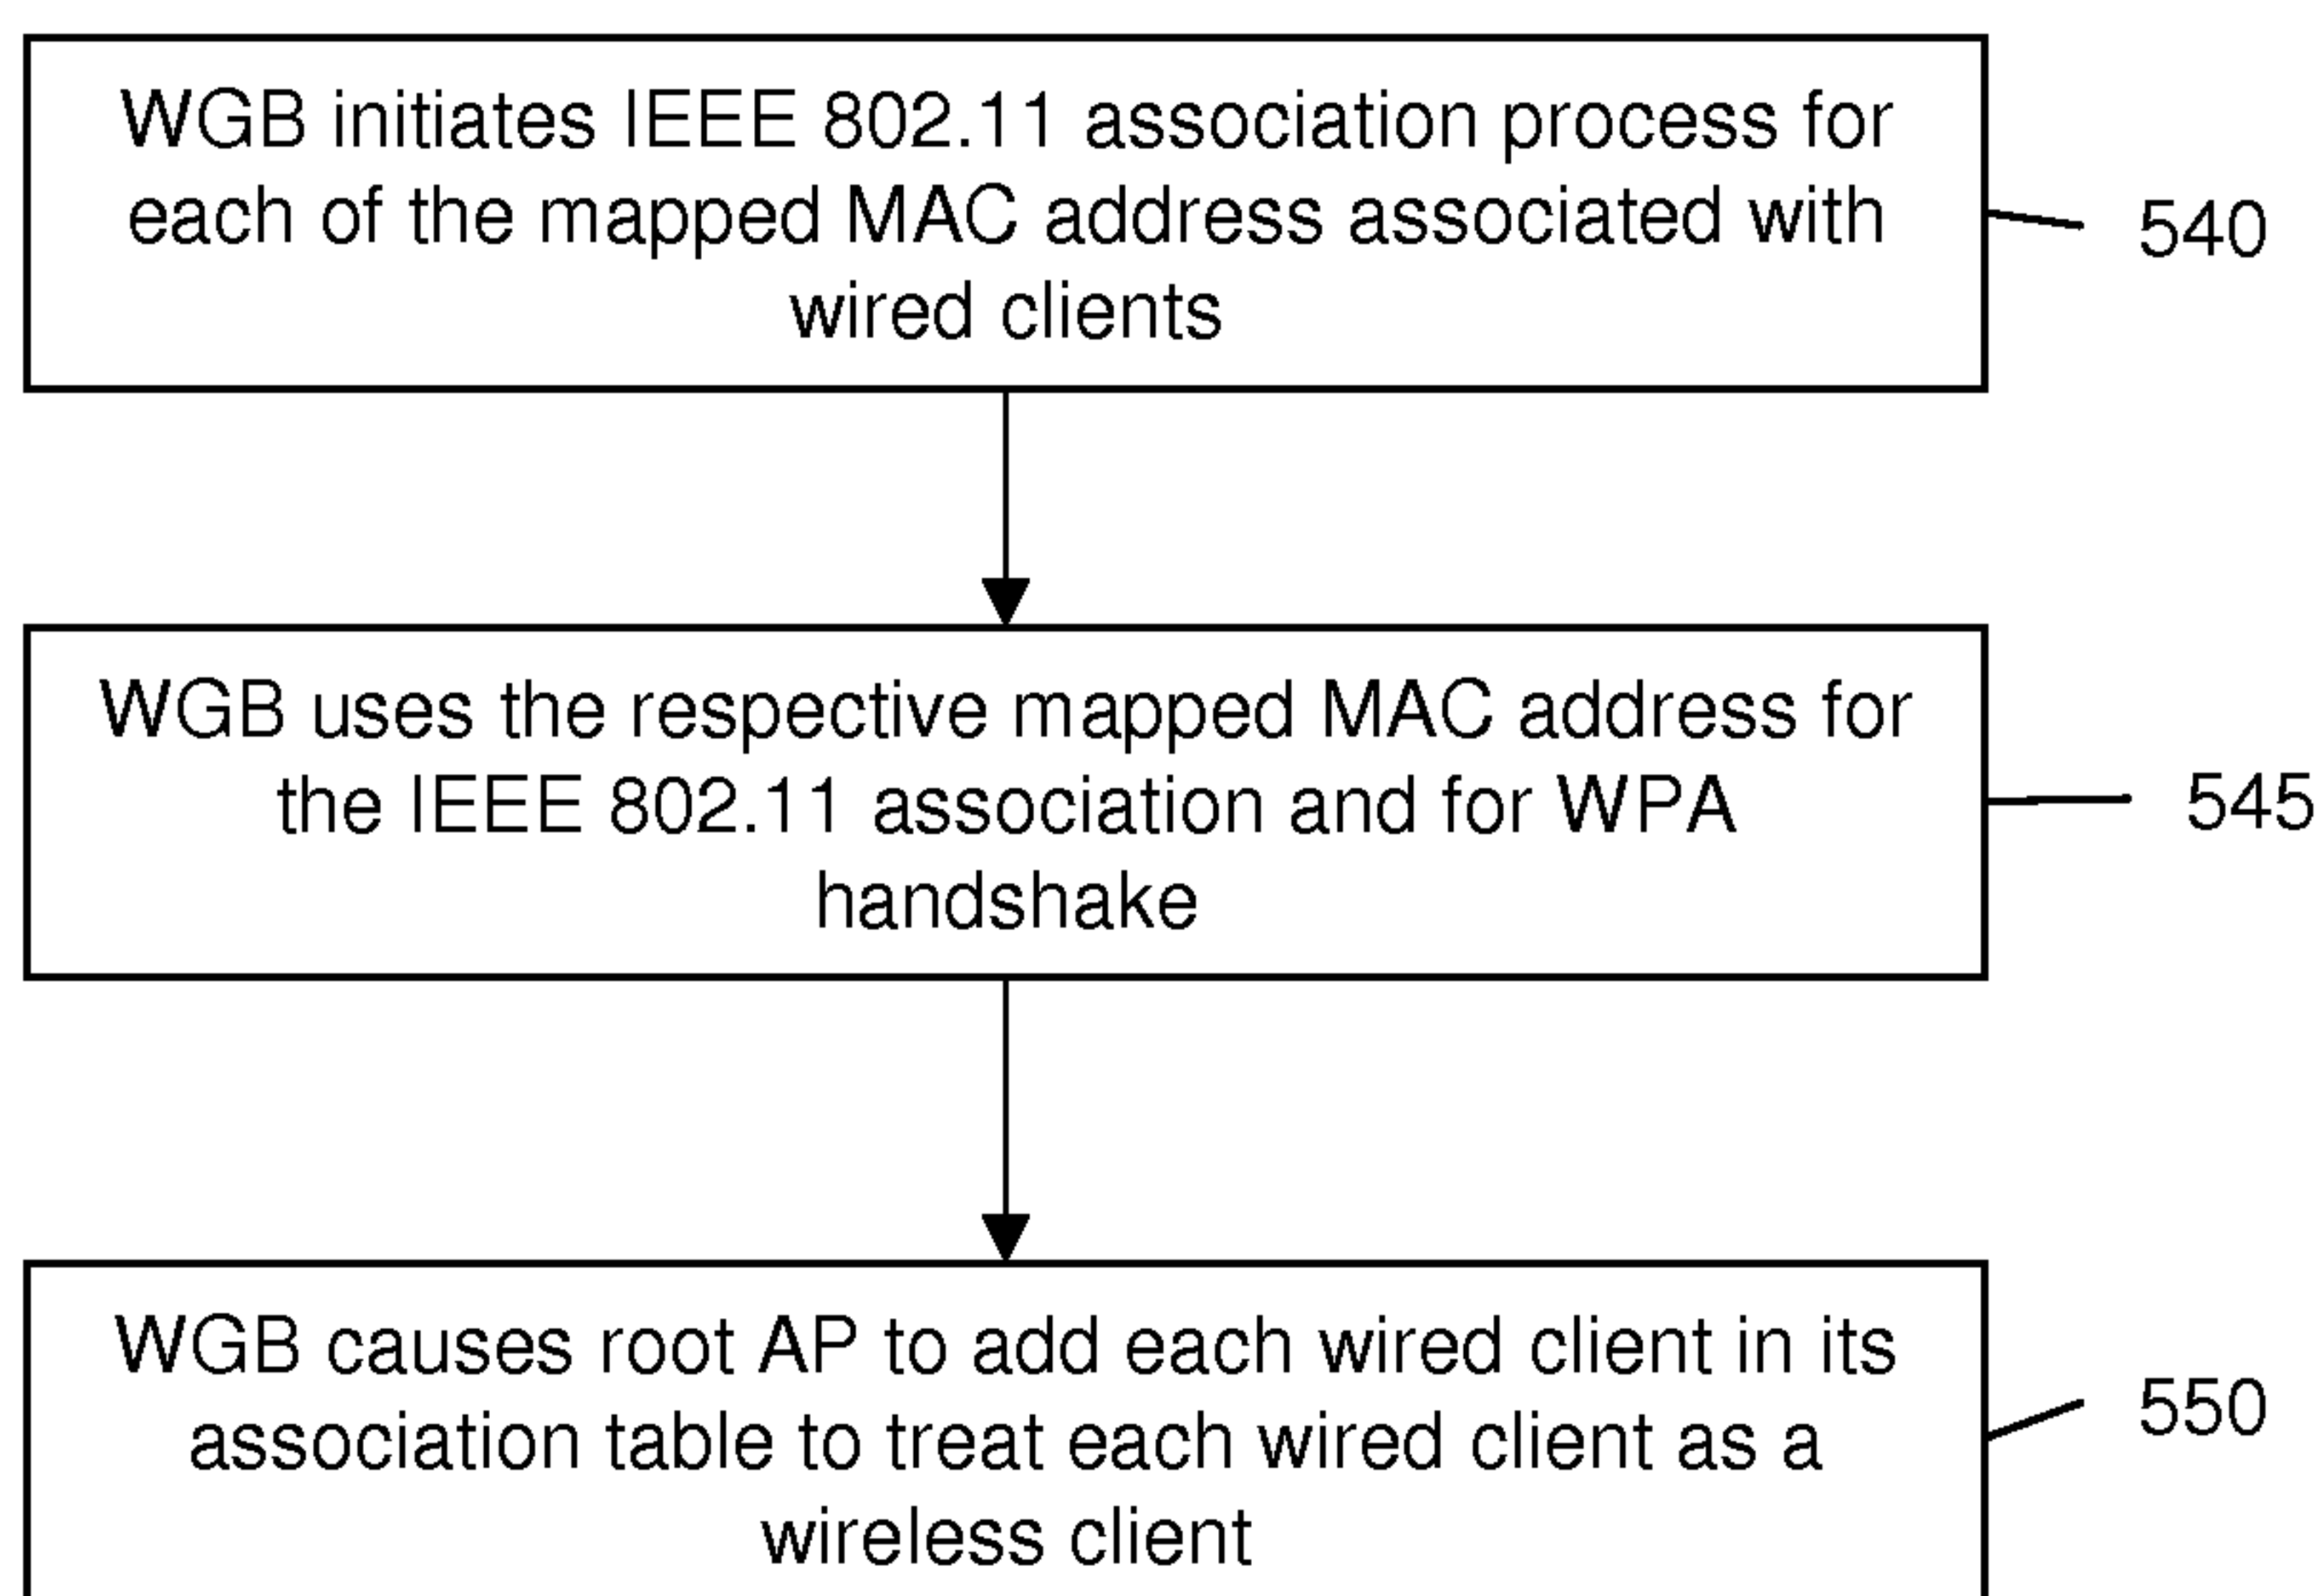 WGB initiates IEEE 802.11 association process for
each of the mapped MAC address associated with
wired clients
540
WGB uses the respective mapped MAC address for
the IEEE 802.11 association and for WPA
handshake
545
WGB causes root AP to add each wired client in its
association table to treat each wired client as a
wireless client
550